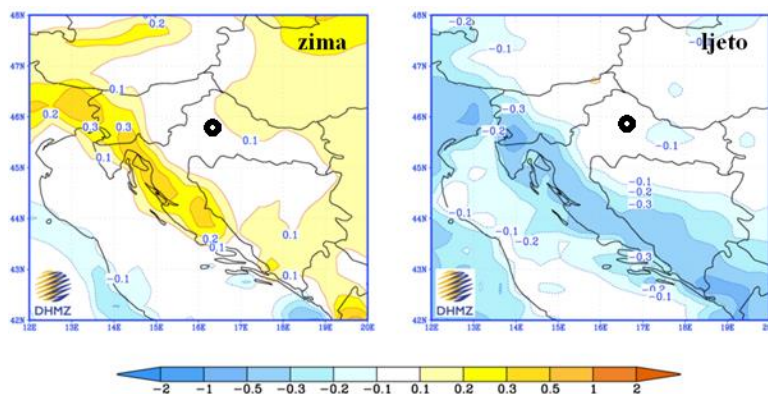 zima
ljeto
48N
47N
46N
45N
44N
43N
42N
12E 13E 14E 15E 16E 17E 18E 19E 20E
0.2
0.1
0.2
0.3
0.3
0.1
0.1
0.2
0.1
0.1
0.1
-0.1
DHMZ
48N
47N
46N
45N
44N
43N
42N
12E 13E 14E 15E 16E 17E 18E 19E
-0.2
-0.1
-0.1
-0.3
-0.2
-0.1
-0.1
-0.2
-0.3
-0.1
-0.1
-0.2
-0.3
-0.2
-0.1
DHMZ
-2 -1 -0.5 -0.3 -0.2 -0.1 0.1 0.2 0.3 0.5 1 2